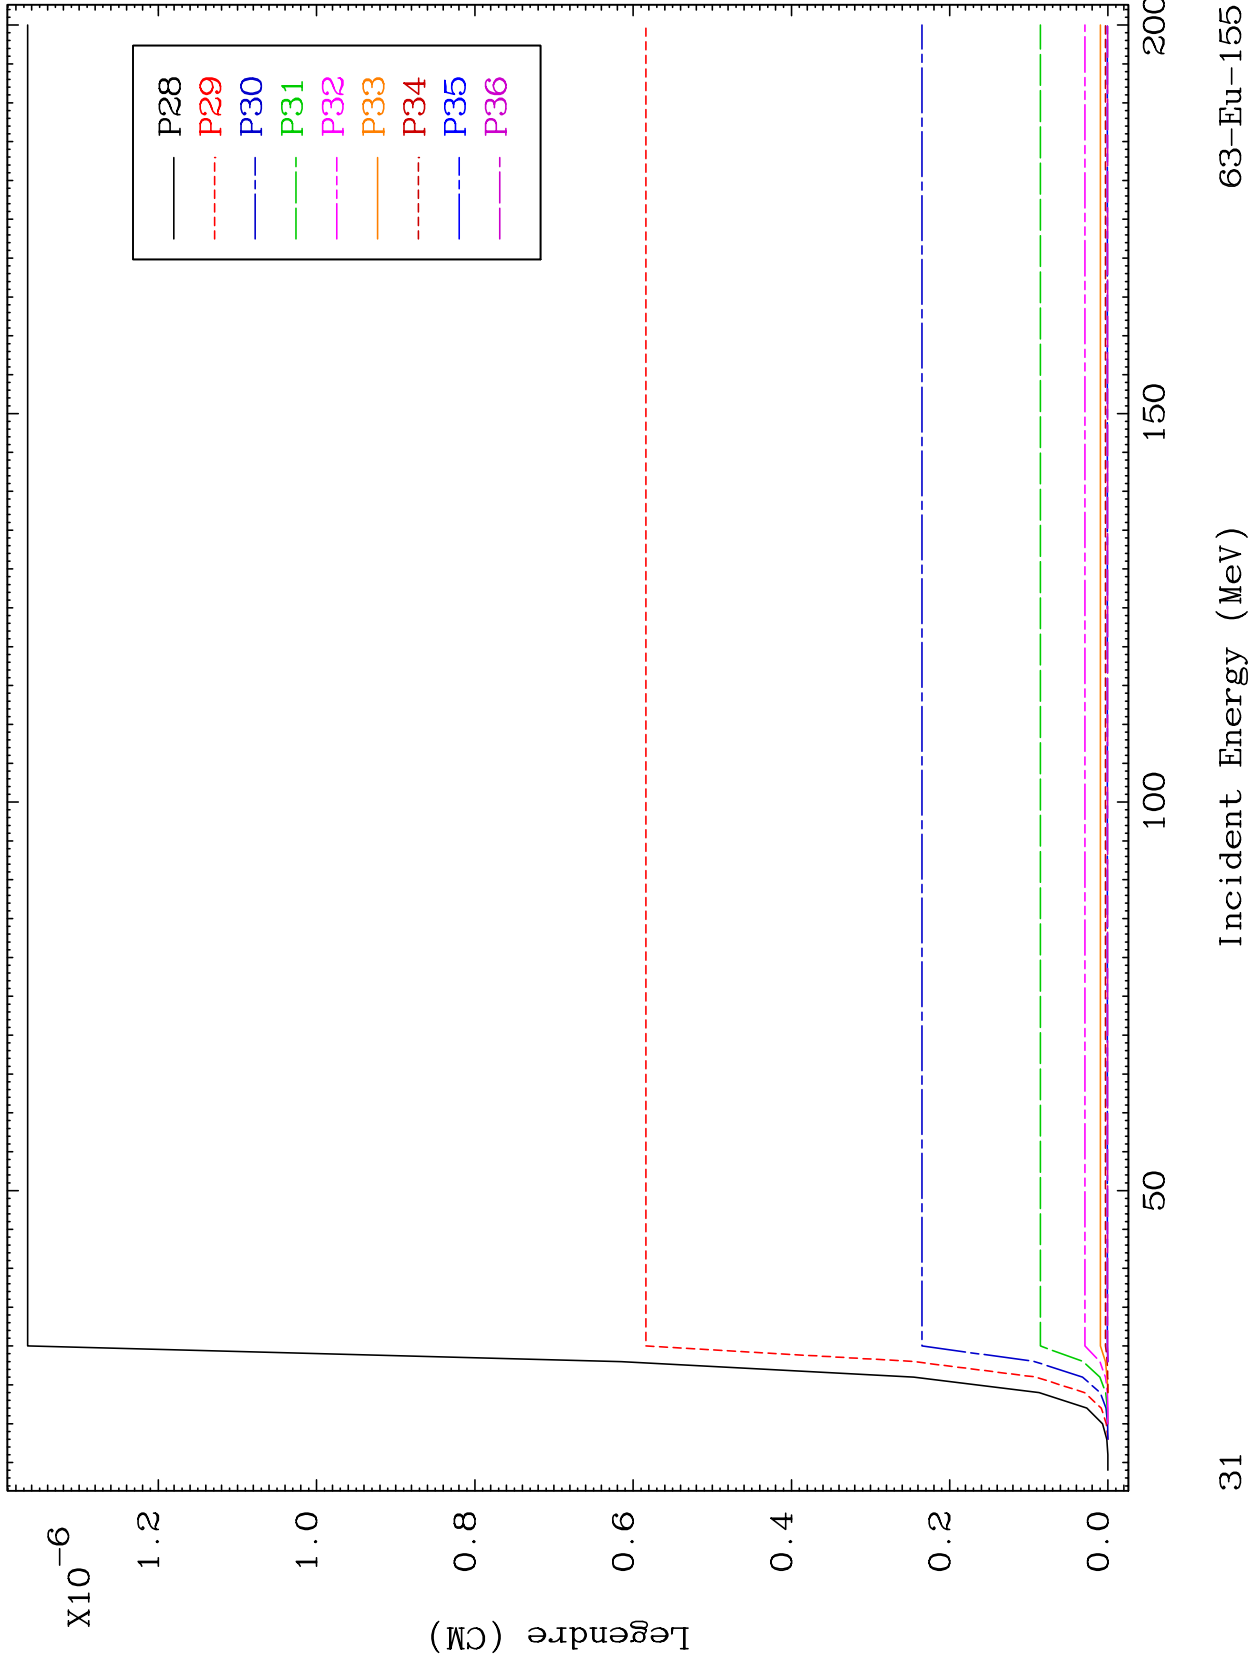 X10-6
1.2
1.0
0.8
0.6
0.4
0.2
0.0
Legendre (CM)
P28
P29
P30
P31
P32
P33
P34
P35
P36
50
100
150
200
Incident Energy (MeV)
31
63-Eu-155